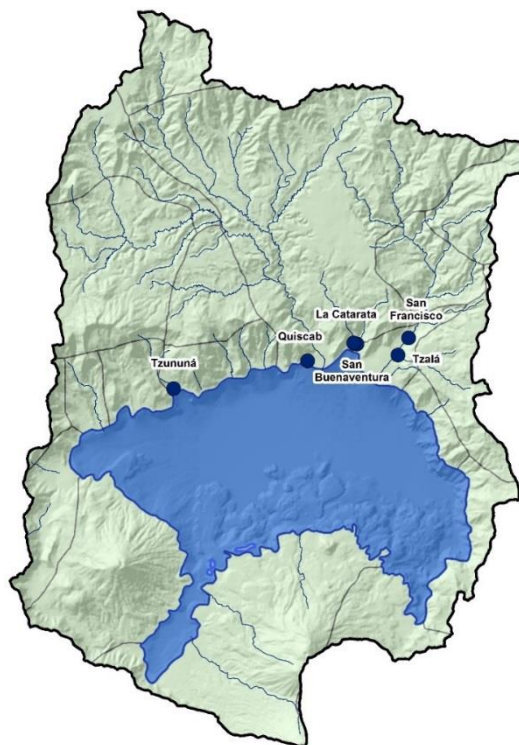 La Catarata
San
Francisco
Quiscab
San
Buenaventura
Tzalá
Tzununá